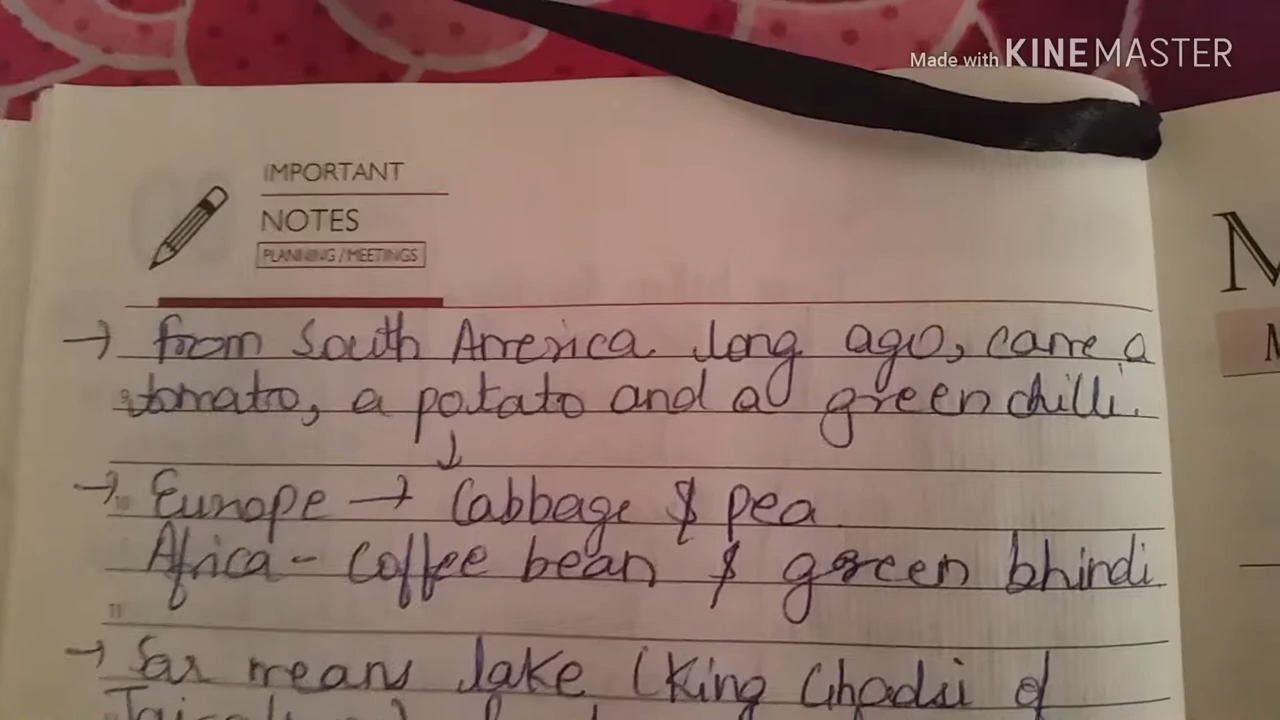 Made with KINEMASTER
IMPORTANT
NOTES
PLANNING/MEETINGS
→ from South America long ago, came a
tomato, a potato and a green chilli.
↓
→ Europe → Cabbage & pea
Africa - Coffee bean & green bhindi
11
→ Sar means lake (King Ghadsi of
M
M